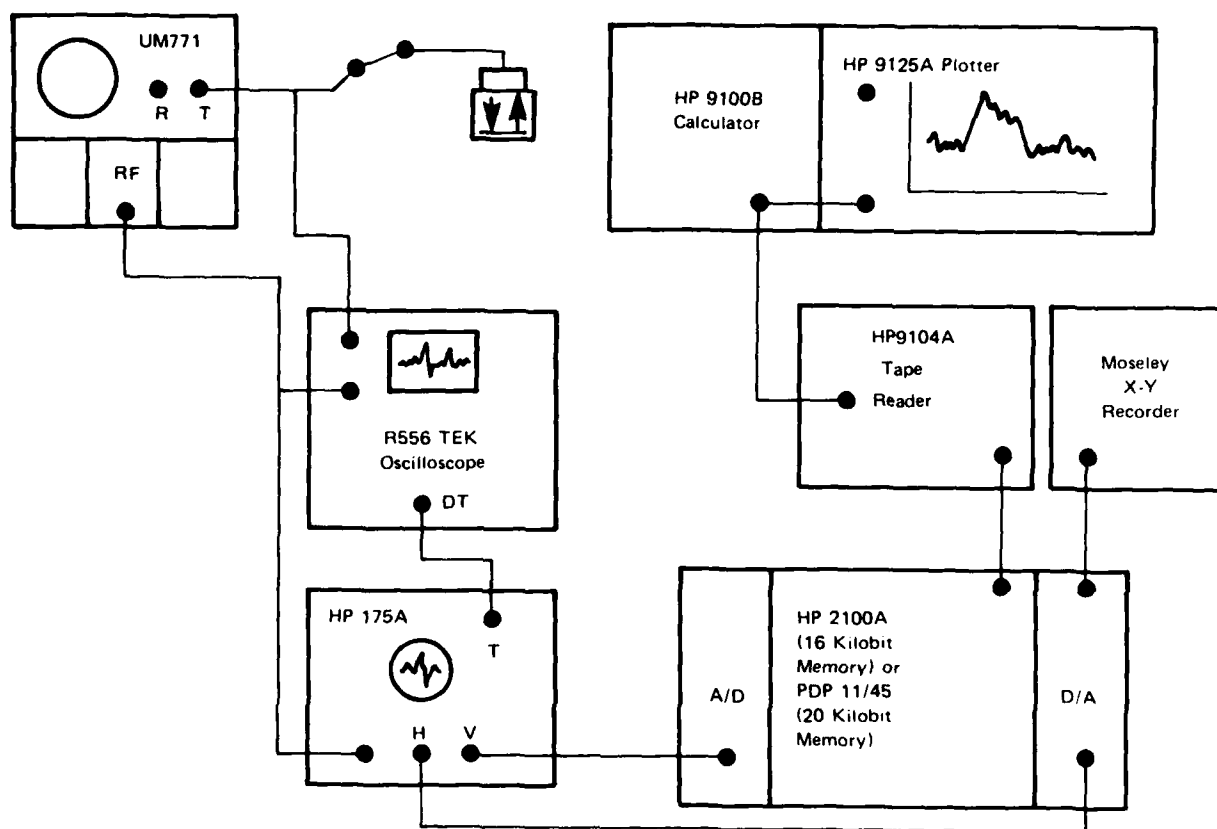 UM771
R T
RF
HP 9100B
Calculator
HP 9125A Plotter
R556 TEK
Oscilloscope
DT
HP9104A
Tape
Reader
Moseley
X-Y
Recorder
HP 175A
T
H V
A/D
HP 2100A
(16 Kilobit
Memory) or
PDP 11/45
(20 Kilobit
Memory)
D/A